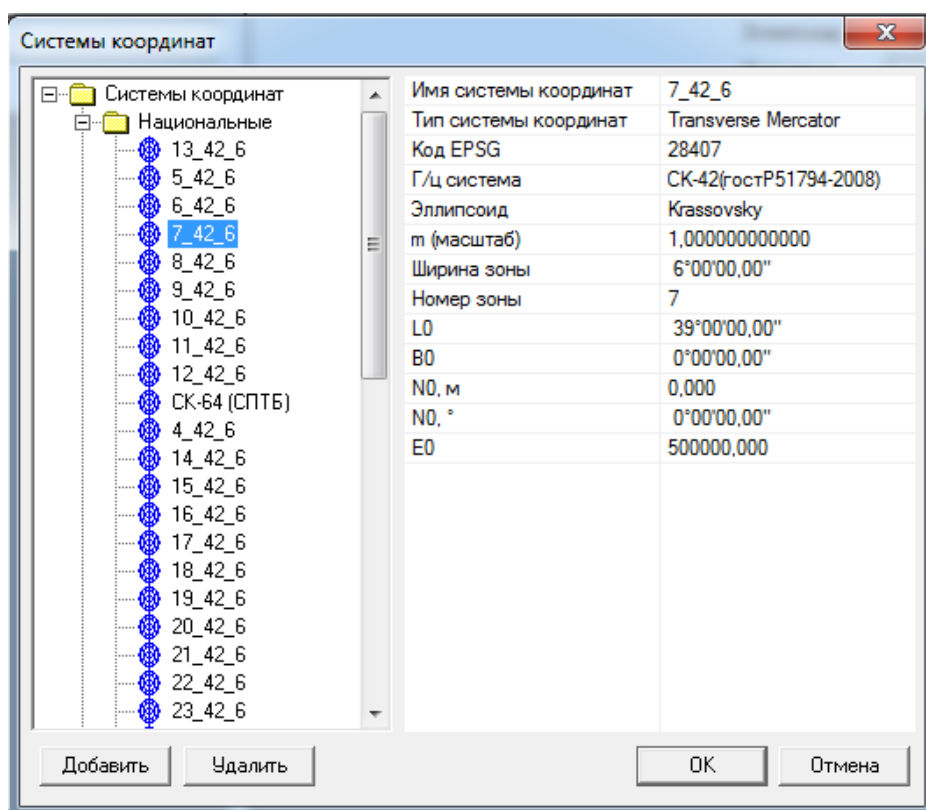 Системы координат
Системы координат
Национальные
13_42_6
5_42_6
6_42_6
7_42_6
8_42_6
9_42_6
10_42_6
11_42_6
12_42_6
СК-64 (СПТБ)
4_42_6
14_42_6
15_42_6
16_42_6
17_42_6
18_42_6
19_42_6
20_42_6
21_42_6
22_42_6
23_42_6
Имя системы координат 7_42_6
Тип системы координат Transverse Mercator
Код EPSG 28407
Г/ц система СК-42(гостР51794-2008)
Эллипсоид Krassovsky
m (масштаб) 1,000000000000
Ширина зоны 6°00'00,00"
Номер зоны 7
L0 39°00'00,00"
B0 0°00'00,00"
N0, м 0,000
N0, ° 0°00'00,00"
E0 500000,000
Добавить Удалить OK Отмена